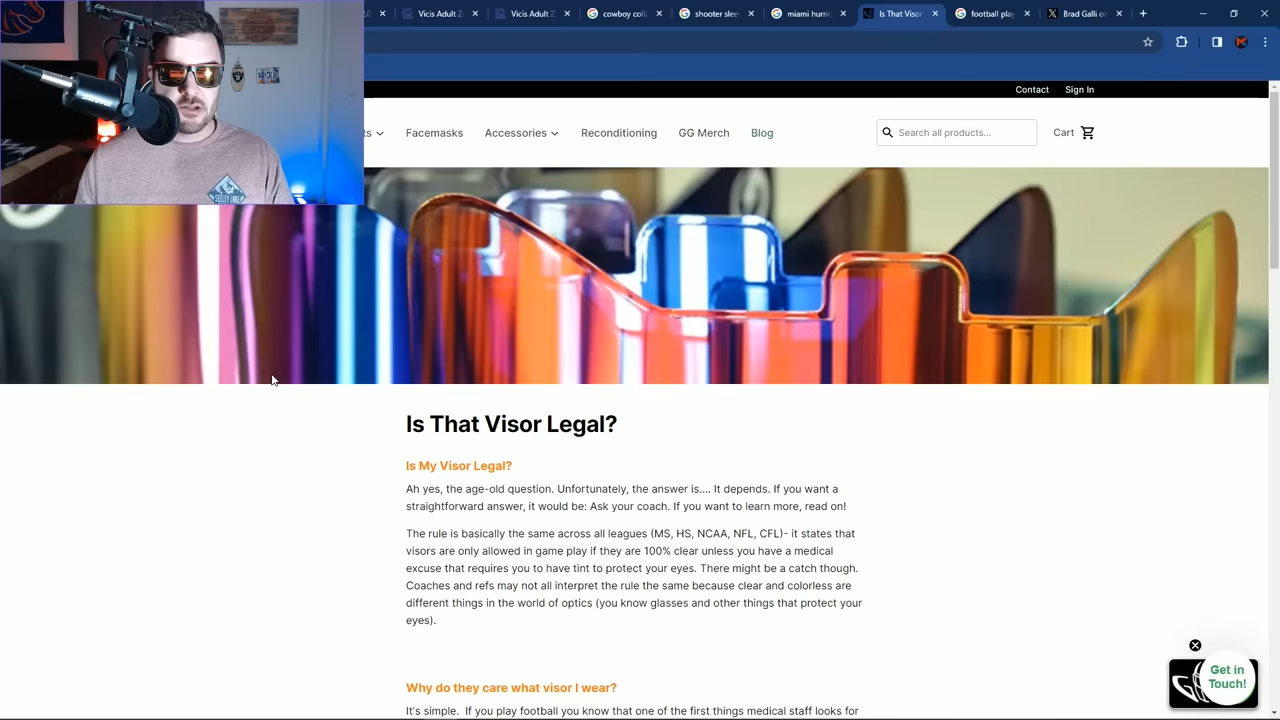 Vicis Adult 2
Vicis Adult 2
cowboy col
shooter slee
miami hurri
Is That Visor
football play
Brad Galli
Contact
Sign In
Facemasks
Accessories
Reconditioning
GG Merch
Blog
Search all products...
Cart
SHURE
SEELEY LAKE
Is That Visor Legal?
Is My Visor Legal?
Ah yes, the age-old question. Unfortunately, the answer is.... It depends. If you want a
straightforward answer, it would be: Ask your coach. If you want to learn more, read on!
The rule is basically the same across all leagues (MS, HS, NCAA, NFL, CFL)- it states that
visors are only allowed in game play if they are 100% clear unless you have a medical
excuse that requires you to have tint to protect your eyes. There might be a catch though.
Coaches and refs may not all interpret the rule the same because clear and colorless are
different things in the world of optics (you know glasses and other things that protect your
eyes).
Get in
Touch!
Why do they care what visor I wear?
It's simple. If you play football you know that one of the first things medical staff looks for